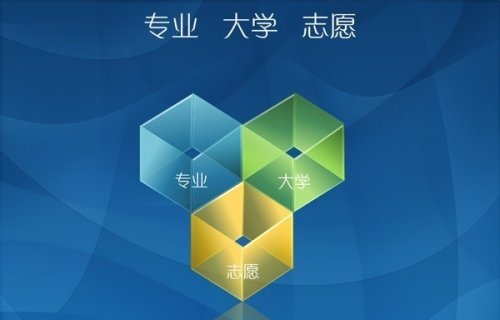 专业 大学 志愿
专业
大学
志愿